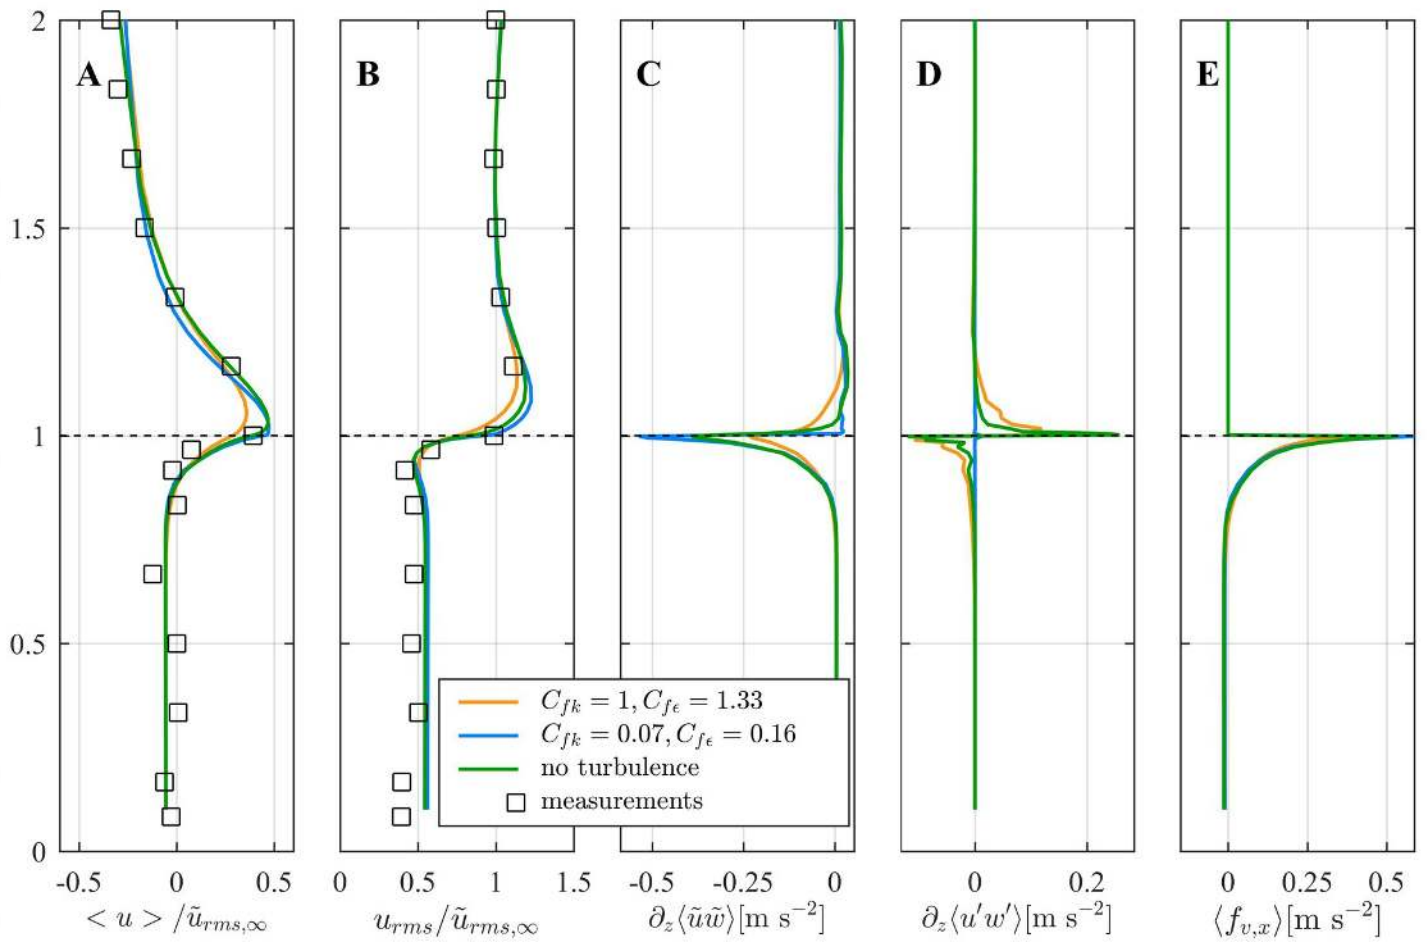 2
1.5
1
0.5
0
A
B
C
D
E
C_{fk} = 1, C_{fϵ} = 1.33
C_{fk} = 0.07, C_{fϵ} = 0.16
no turbulence
measurements
-0.5 0 0.5
0 0.5 1 1.5
-0.5 -0.25 0
0 0.2
0 0.25 0.5
< u > /ũ_{rms,∞}
u_{rms}/ũ_{rms,∞}
∂_z⟨ũw̃⟩[m s^{−2}]
∂_z⟨u′w′⟩[m s^{−2}]
⟨f_{v,x}⟩[m s^{−2}]